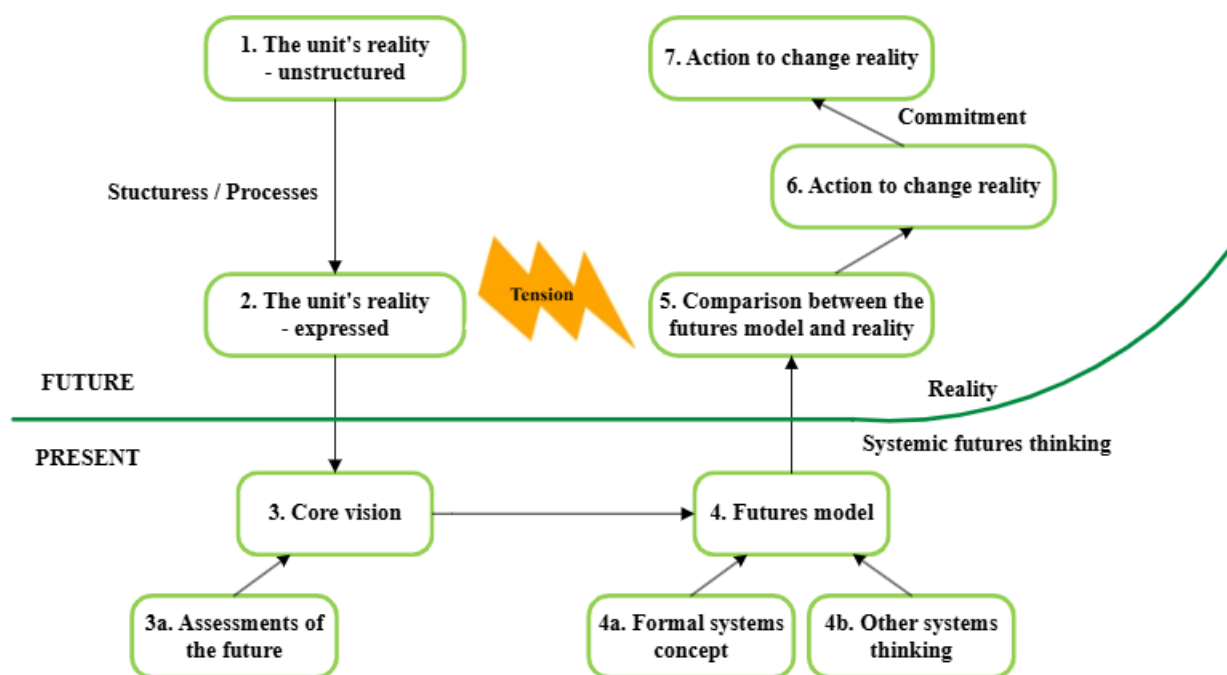 1. The unit's reality
- unstructured
7. Action to change reality
Commitment
6. Action to change reality
Stucturess / Processes
Tension
2. The unit's reality
- expressed
5. Comparison between the
futures model and reality
FUTURE
Reality
PRESENT
Systemic futures thinking
3. Core vision
4. Futures model
3a. Assessments of
the future
4a. Formal systems
concept
4b. Other systems
thinking